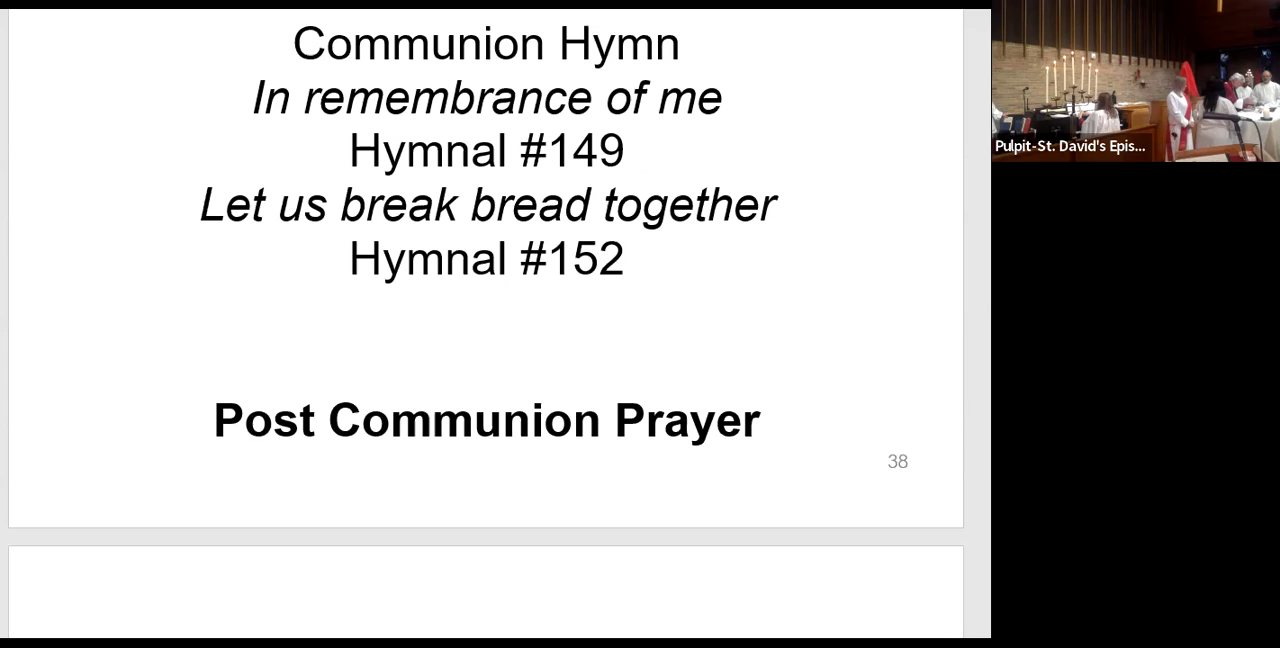 Communion Hymn
In remembrance of me
Hymnal #149
Let us break bread together
Hymnal #152
Post Communion Prayer
38
Pulpit-St. David's Epis...